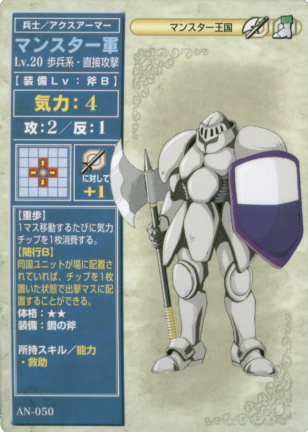 兵士／アクスアーマー
マンスター王国
マンスター軍
Lv.20 歩兵系・直接攻撃
【装備Lv：斧B】
気力：4
攻：2／反：1
に対して
+1
【重歩】
1マス移動するたびに気力
チップを1枚消費する。
【随行B】
同国ユニットが場に配置さ
れていれば、チップを1枚
置いた状態で出撃マスに配
置することができる。
体格：★★
装備：鋼の斧
所持スキル／能力
・救助
AN-050